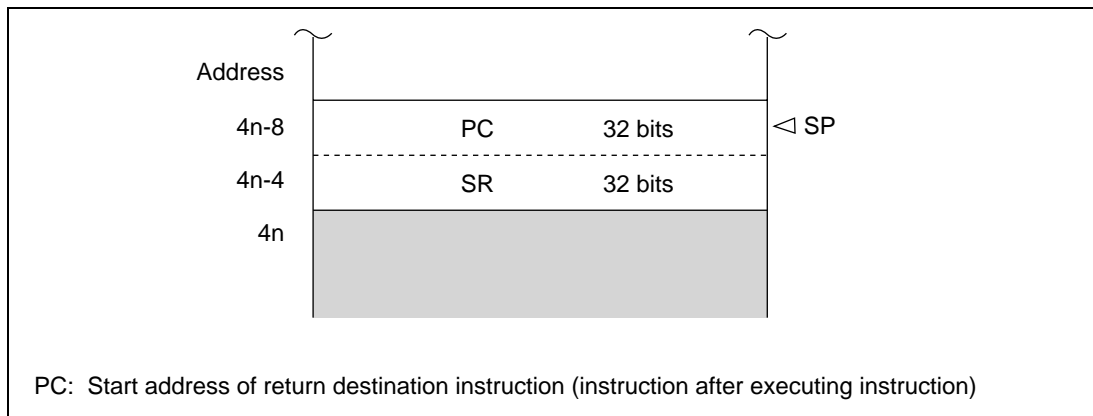 Address
4n-8 PC 32 bits SP
4n-4 SR 32 bits
4n
PC: Start address of return destination instruction (instruction after executing instruction)